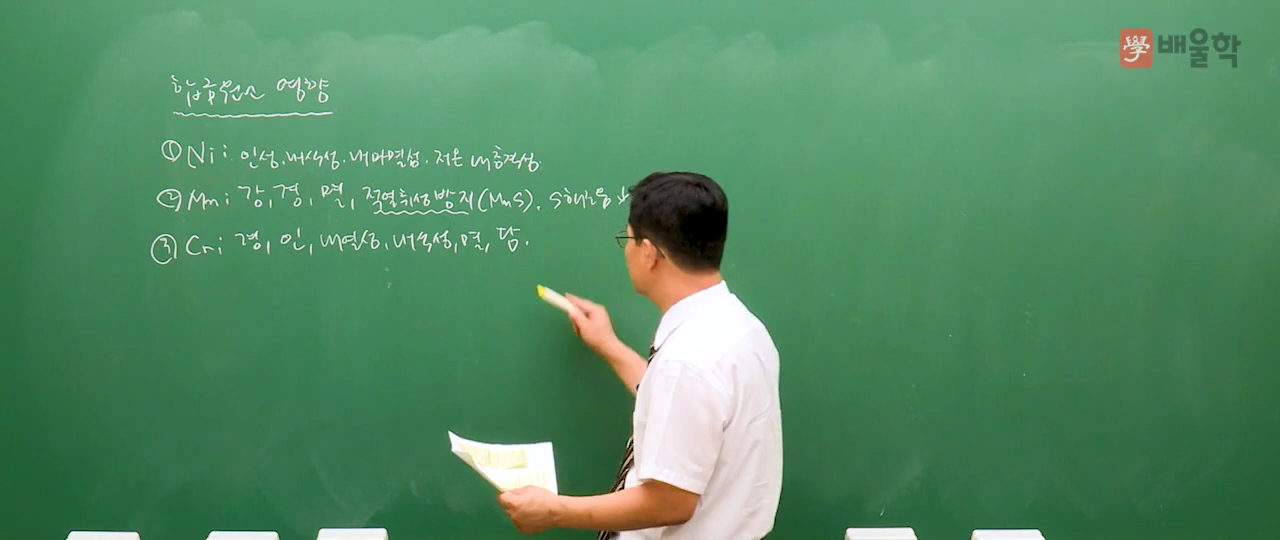 學 배울학
합금원소 영향
① Ni : 인성, 내식성, 내마멸성, 저온 내충격성
② Mn : 강, 경, 멸, 적열취성방지(MnS), S해로움↓
③ Cr : 경, 인, 내열성, 내식성, 멸, 담.